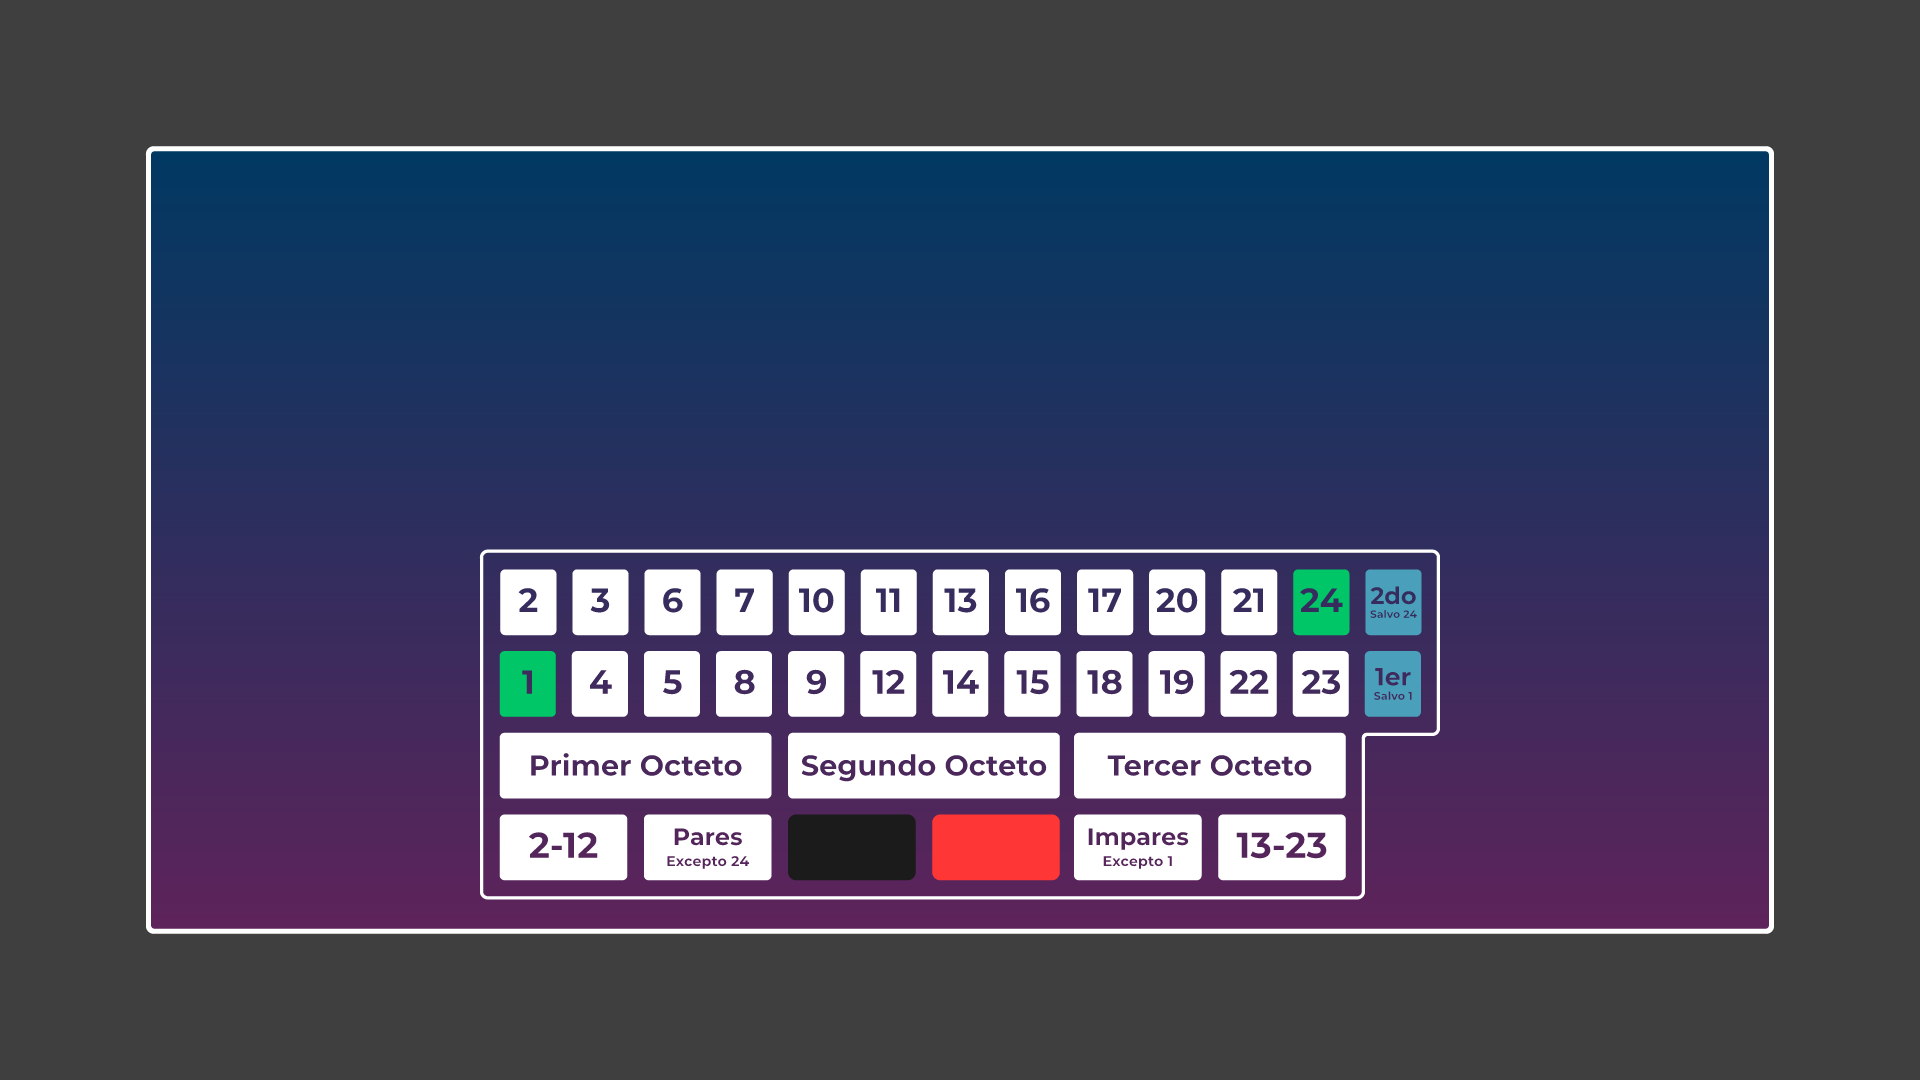 2 3 6 7 10 11 13 16 17 20 21 24 2do
Salvo 24
1 4 5 8 9 12 14 15 18 19 22 23 1er
Salvo 1
Primer Octeto Segundo Octeto Tercer Octeto
2-12 Pares Impares 13-23
Excepto 24 Excepto 1